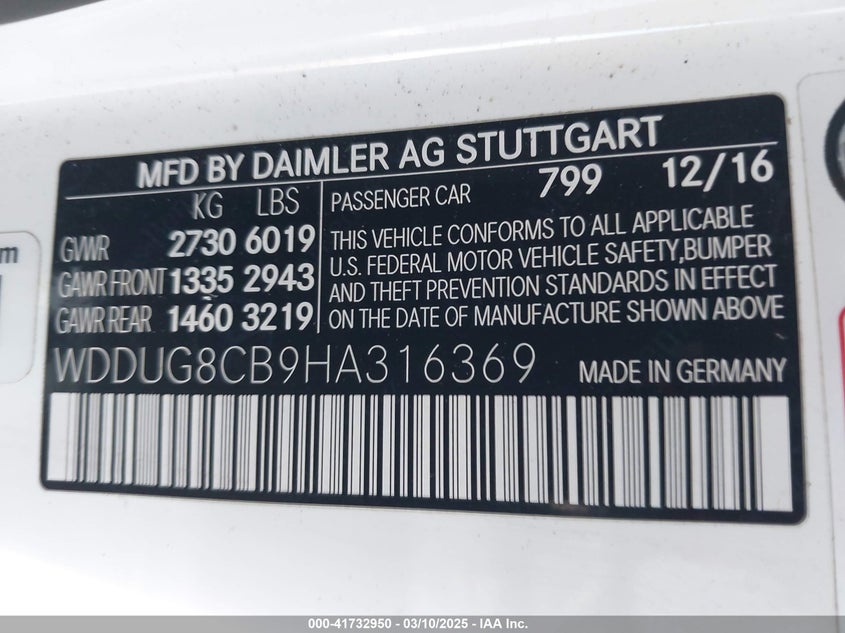 MFD BY DAIMLER AG STUTTGART
KG LBS
GVWR 2730 6019
GAWR FRONT 1335 2943
GAWR REAR 1460 3219
PASSENGER CAR 799 12/16
THIS VEHICLE CONFORMS TO ALL APPLICABLE
U.S. FEDERAL MOTOR VEHICLE SAFETY,BUMPER
AND THEFT PREVENTION STANDARDS IN EFFECT
ON THE DATE OF MANUFACTURE SHOWN ABOVE
WDDUG8CB9HA316369 MADE IN GERMANY
000-41732950 - 03/10/2025 - IAA Inc.